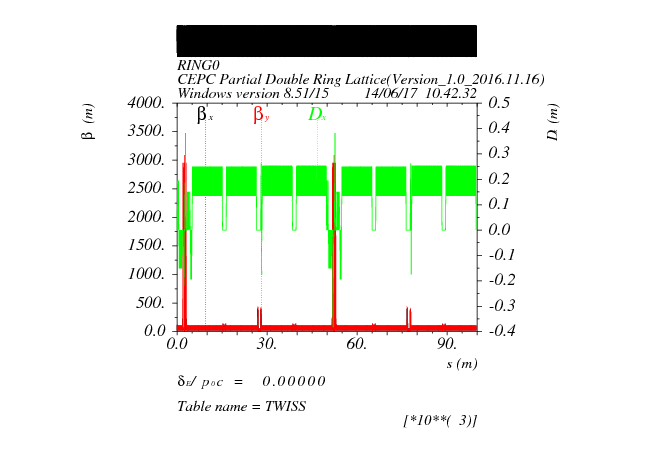 RING0
CEPC Partial Double Ring Lattice(Version_1.0_2016.11.16)
Windows version 8.51/15 14/06/17 10.42.32
β (m)
D (m)
βx βy Dx
4000. 0.5
3500. 0.4
3000. 0.3
2500. 0.2
2000. 0.1
1500. 0.0
1000. -0.1
500. -0.2
0.0 -0.3
-0.4
0.0 30. 60. 90.
s (m)
δE/ p0c = 0.00000
Table name = TWISS
[*10**( 3)]